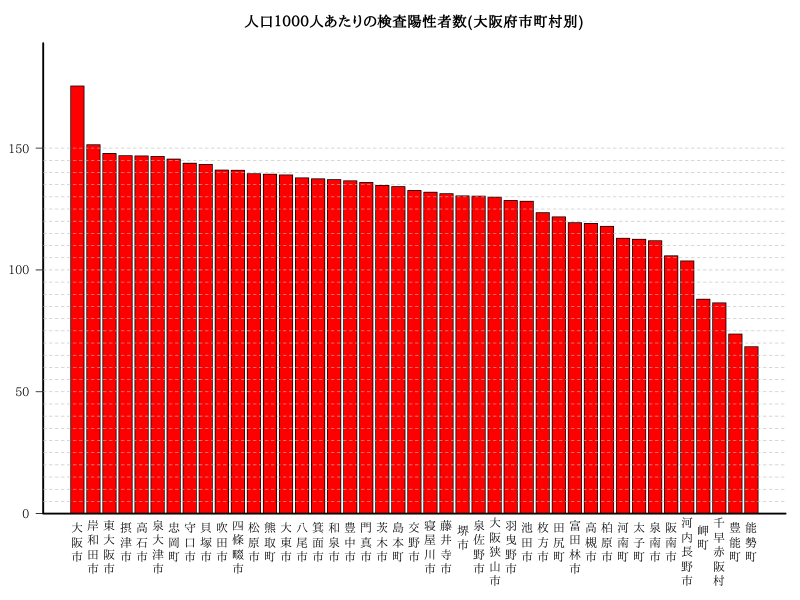 人口1000人あたりの検査陽性者数(大阪府市町村別)
150
100
50
0
大阪市
岸和田市
東大阪市
摂津市
高石市
泉大津市
忠岡町
守口市
貝塚市
吹田市
四條畷市
松原市
熊取町
大東市
八尾市
箕面市
和泉市
豊中市
門真市
茨木市
島本町
交野市
寝屋川市
藤井寺市
堺市
泉佐野市
大阪狭山市
羽曳野市
池田市
枚方市
田尻町
富田林市
高槻市
柏原市
河南町
太子町
泉南市
阪南市
河内長野市
岬町
千早赤阪村
豊能町
能勢町